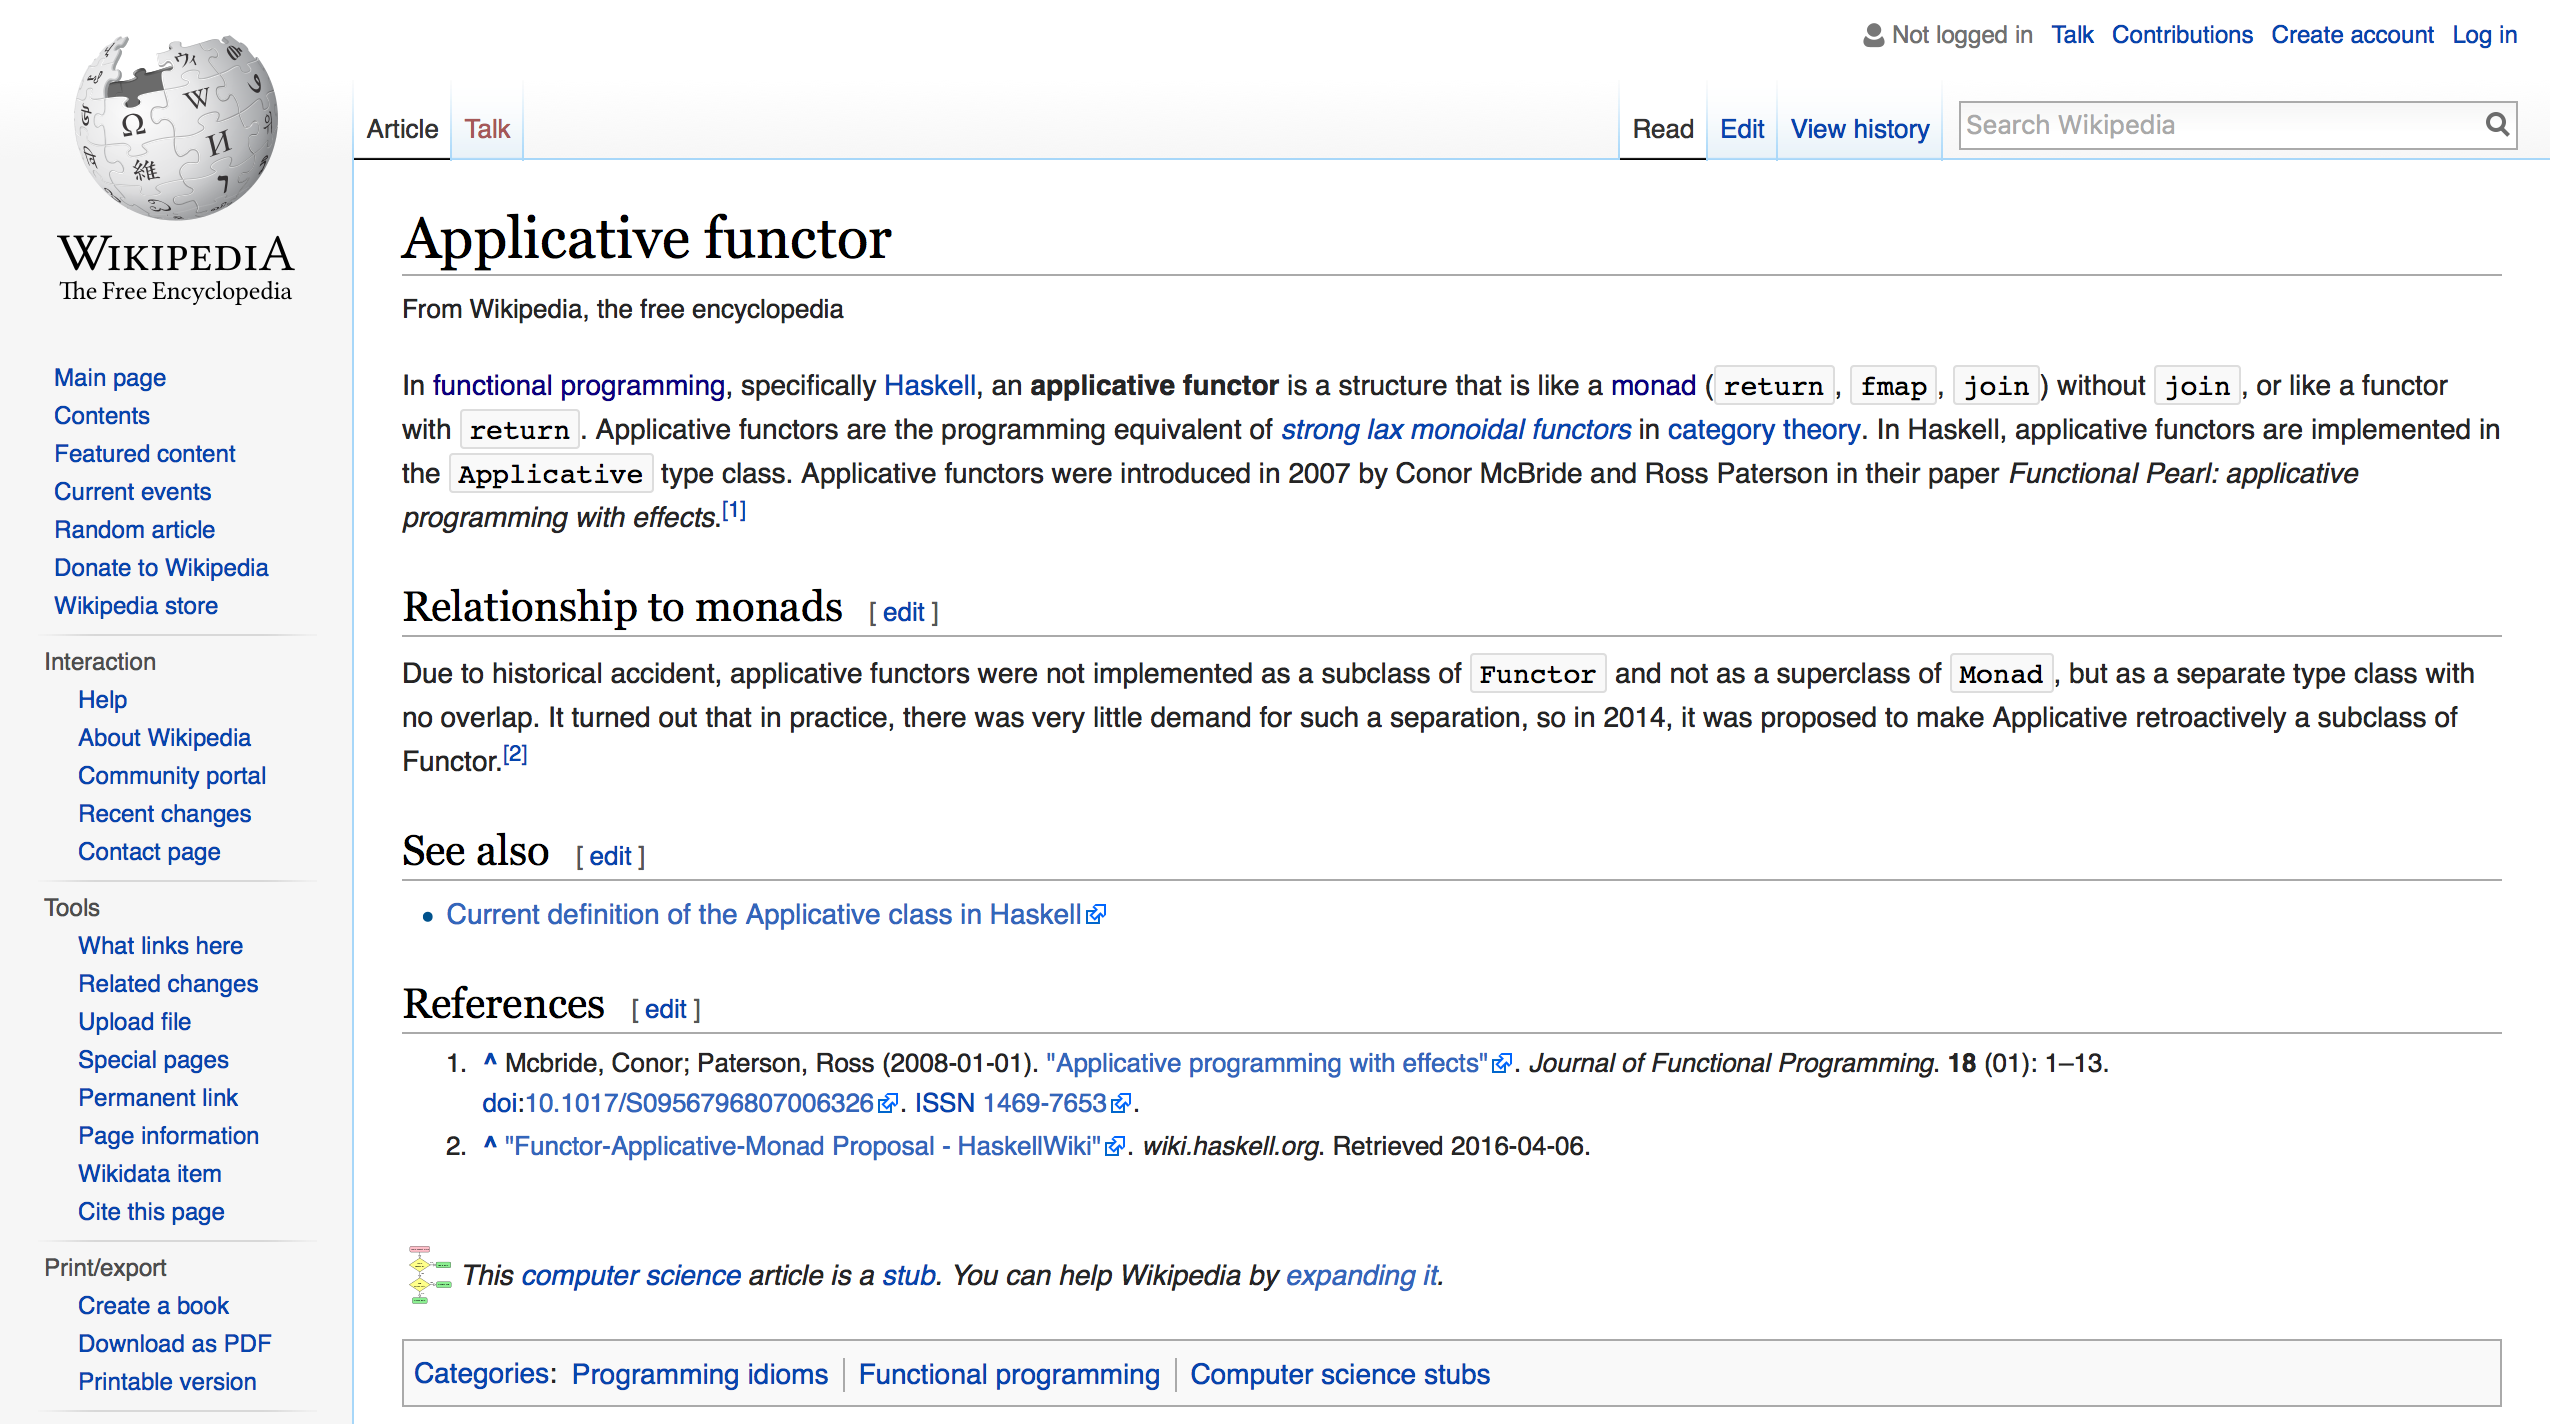 Not logged in Talk Contributions Create account Log in
Article Talk Read Edit View history Search Wikipedia
WIKIPEDIA
The Free Encyclopedia
Main page
Contents
Featured content
Current events
Random article
Donate to Wikipedia
Wikipedia store
Interaction
Help
About Wikipedia
Community portal
Recent changes
Contact page
Tools
What links here
Related changes
Upload file
Special pages
Permanent link
Page information
Wikidata item
Cite this page
Print/export
Create a book
Download as PDF
Printable version
Applicative functor
From Wikipedia, the free encyclopedia
In functional programming, specifically Haskell, an applicative functor is a structure that is like a monad (return, fmap, join) without join, or like a functor
with return. Applicative functors are the programming equivalent of strong lax monoidal functors in category theory. In Haskell, applicative functors are implemented in
the Applicative type class. Applicative functors were introduced in 2007 by Conor McBride and Ross Paterson in their paper Functional Pearl: applicative
programming with effects.[1]
Relationship to monads [ edit ]
Due to historical accident, applicative functors were not implemented as a subclass of Functor and not as a superclass of Monad, but as a separate type class with
no overlap. It turned out that in practice, there was very little demand for such a separation, so in 2014, it was proposed to make Applicative retroactively a subclass of
Functor.[2]
See also [ edit ]
• Current definition of the Applicative class in Haskell
References [ edit ]
1. ^ Mcbride, Conor; Paterson, Ross (2008-01-01). "Applicative programming with effects". Journal of Functional Programming. 18 (01): 1–13.
doi:10.1017/S0956796807006326. ISSN 1469-7653.
2. ^ "Functor-Applicative-Monad Proposal - HaskellWiki". wiki.haskell.org. Retrieved 2016-04-06.
This computer science article is a stub. You can help Wikipedia by expanding it.
Categories: Programming idioms | Functional programming | Computer science stubs